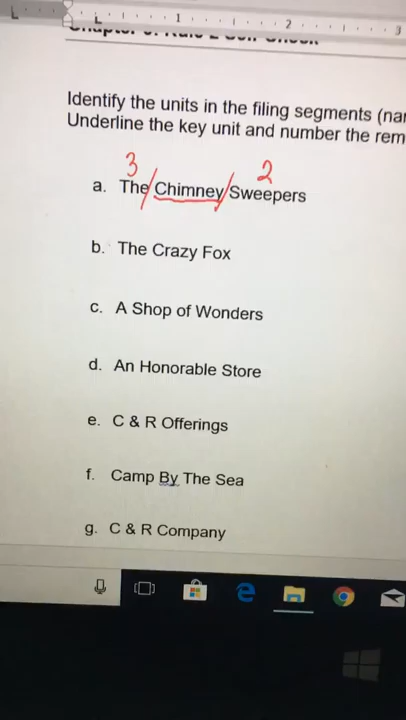 Identify the units in the filing segments
Underline the key unit and number the
3 2
a. The/Chimney/Sweepers
b. The Crazy Fox
c. A Shop of Wonders
d. An Honorable Store
e. C & R Offerings
f. Camp By The Sea
g. C & R Company